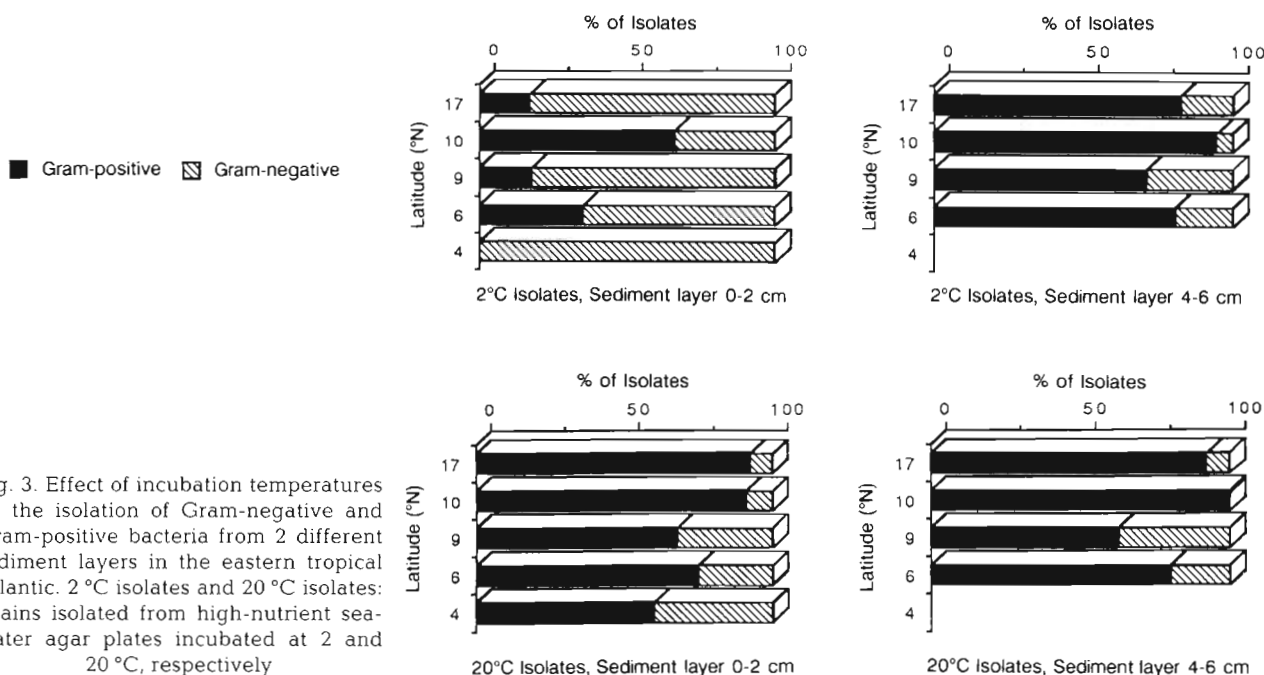 % of Isolates
0 50 100
Latitude (°N)
17
10
9
6
4
2°C Isolates, Sediment layer 0-2 cm
% of Isolates
0 50 100
Latitude (°N)
17
10
9
6
4
2°C Isolates, Sediment layer 4-6 cm
Gram-positive Gram-negative
% of Isolates
0 50 100
Latitude (°N)
17
10
9
6
4
20°C Isolates, Sediment layer 0-2 cm
% of Isolates
0 50 100
Latitude (°N)
17
10
9
6
4
20°C Isolates, Sediment layer 4-6 cm
g. 3. Effect of incubation temperatures
the isolation of Gram-negative and
am-positive bacteria from 2 different
diment layers in the eastern tropical
lantic. 2 °C isolates and 20 °C isolates:
ains isolated from high-nutrient sea-
ater agar plates incubated at 2 and
20 °C, respectively